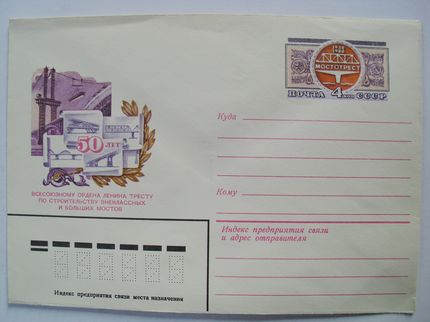 МОСТОТРЕСТ
ПОЧТА 4 КОП СССР
50 ЛЕТ
ВСЕСОЮЗНОМУ ОРДЕНА ЛЕНИНА ТРЕСТУ
ПО СТРОИТЕЛЬСТВУ ВНЕКЛАССНЫХ
И БОЛЬШИХ МОСТОВ
Куда
Кому
Индекс предприятия связи
и адрес отправителя
Индекс предприятия связи места назначения